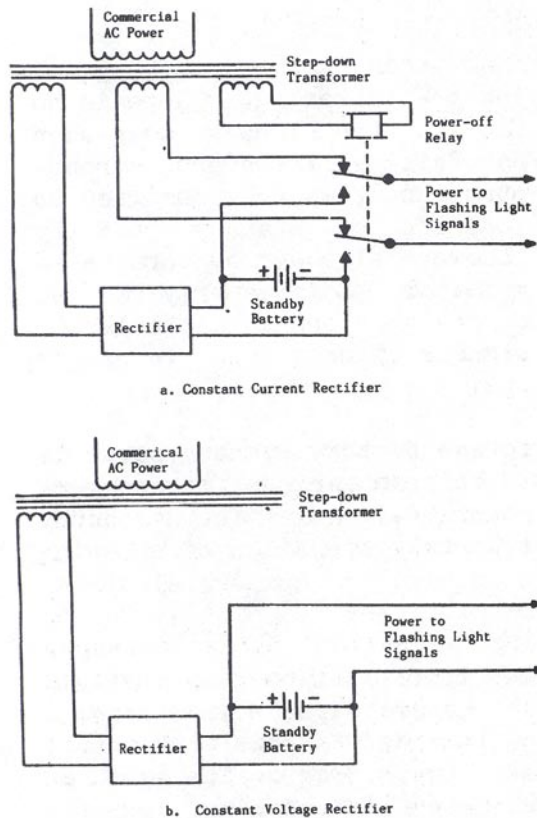 Commercial
AC Power
Step-down
Transformer
Power-off
Relay
Power to
Flashing Light
Signals
+ −
Standby
Battery
Rectifier
a. Constant Current Rectifier
Commerical
AC Power
Step-down
Transformer
Power to
Flashing Light
Signals
+ −
Standby
Battery
Rectifier
b. Constant Voltage Rectifier